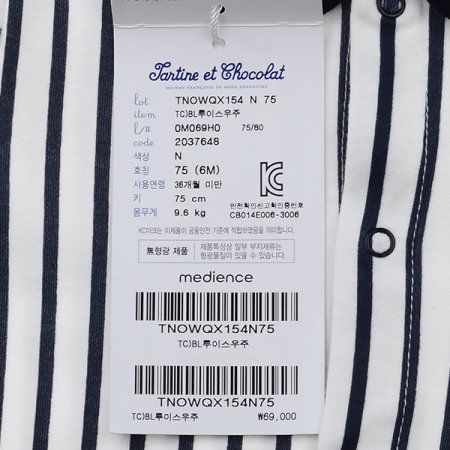 Tartine et Chocolat
MAISON FRANÇAISE DE MODE ENFANTINE
lot TNOWQX154 N 75
item TC)BL루이스우주
l/# 0M069H0 75/80
code 2037648
색상 N
호칭 75 (6M)
사용연령 36개월 미만
키 75 cm
몸무게 9.6 kg
안전확인신고확인증번호
CB014E006-3006
KC마크는 이제품이 공통안전 기준에 적합하였음을 의미합니다.
無형광 제품
제품특성상 일부 부자재류는
형광물질이 있을 수 있습니다.
medience
TNOWQX154N75
TC)BL루이스우주
TNOWQX154N75
TC)BL루이스우주 ₩69,000